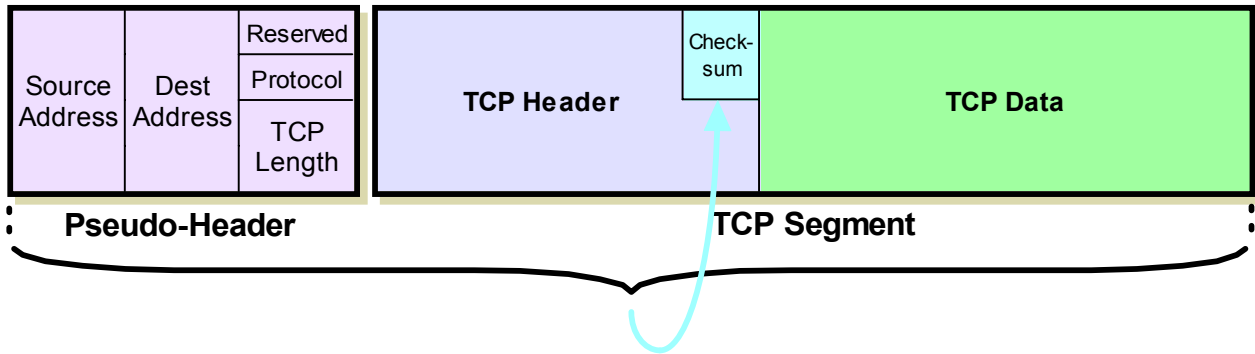 Source
Address
Dest
Address
Reserved
Protocol
TCP
Length
TCP Header
Check-
sum
TCP Data
Pseudo-Header
TCP Segment